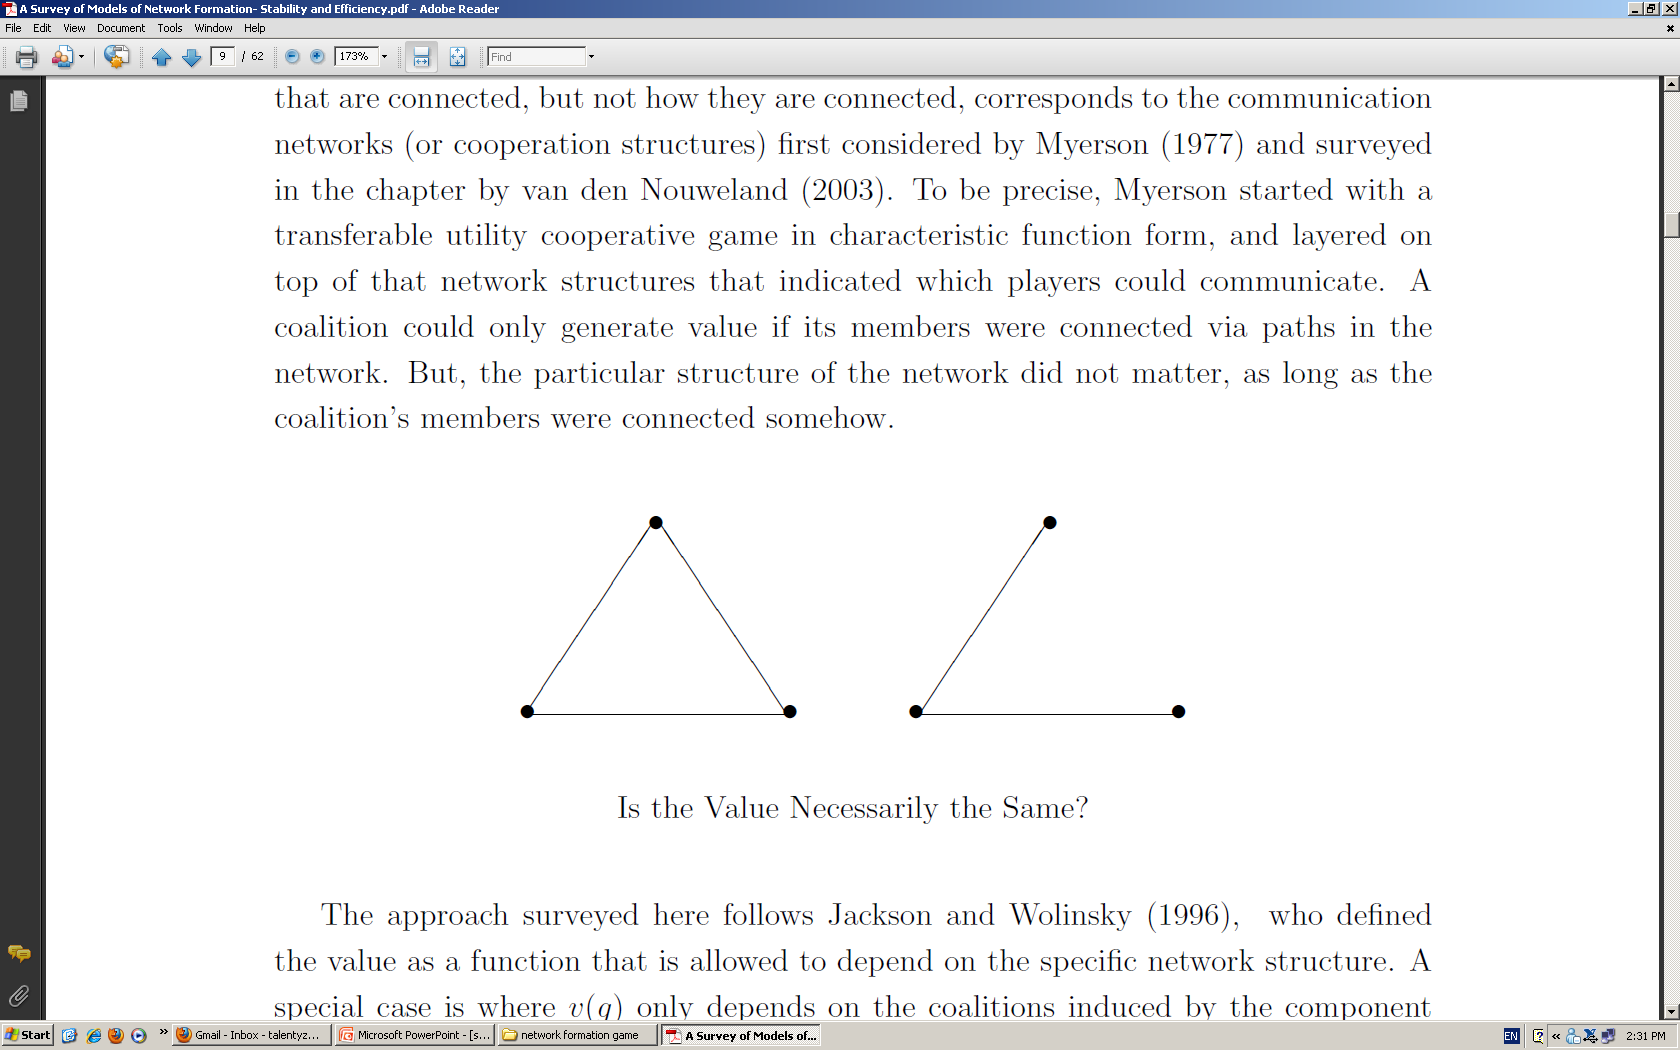 A Survey of Models of Network Formation- Stability and Efficiency.pdf - Adobe Reader
File Edit View Document Tools Window Help
9 / 62 173% Find
that are connected, but not how they are connected, corresponds to the communication
networks (or cooperation structures) first considered by Myerson (1977) and surveyed
in the chapter by van den Nouweland (2003). To be precise, Myerson started with a
transferable utility cooperative game in characteristic function form, and layered on
top of that network structures that indicated which players could communicate. A
coalition could only generate value if its members were connected via paths in the
network. But, the particular structure of the network did not matter, as long as the
coalition's members were connected somehow.
Is the Value Necessarily the Same?
The approach surveyed here follows Jackson and Wolinsky (1996), who defined
the value as a function that is allowed to depend on the specific network structure. A
special case is where v(g) only depends on the coalitions induced by the component
Start » Gmail - Inbox - talentyz... Microsoft PowerPoint - [s... network formation game A Survey of Models of... EN « 2:31 PM